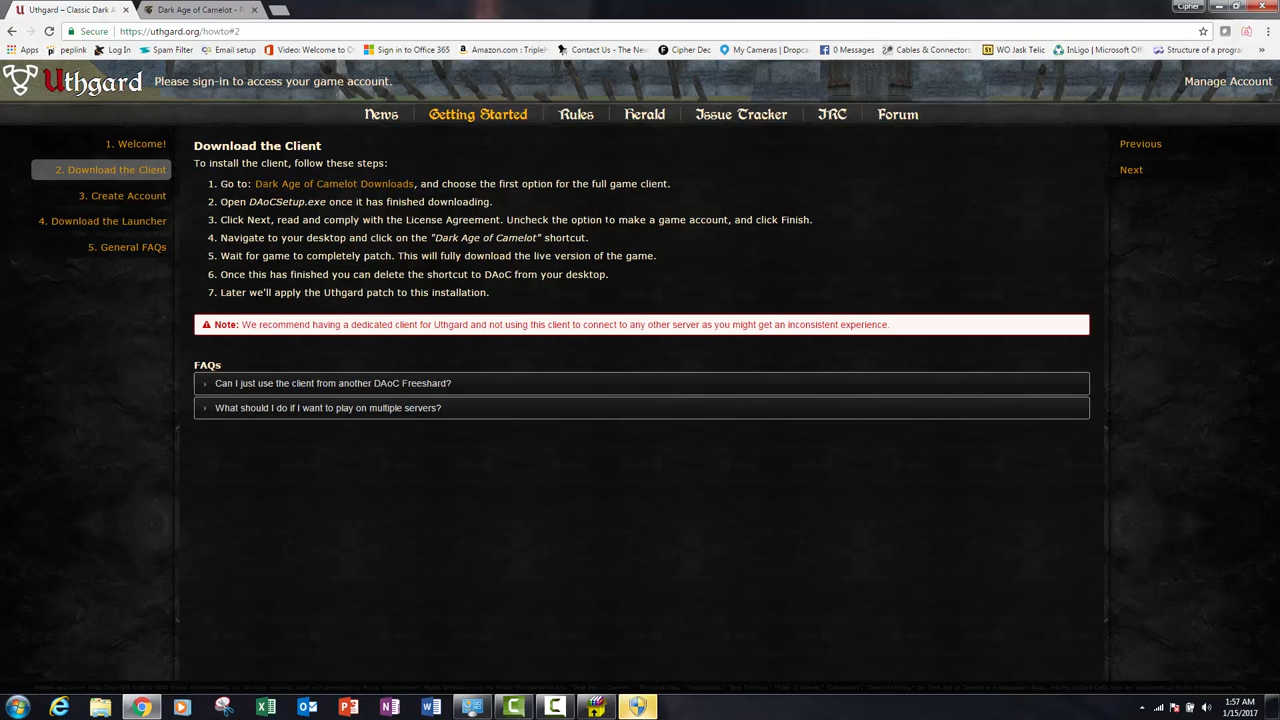 Uthgard – Classic Dark A
Dark Age of Camelot - F
Cipher
Secure
https://uthgard.org/howto#2
Apps
peplink
Log In
Spam Filter
Email setup
Video: Welcome to C
Sign in to Office 365
Amazon.com : TripleH
Contact Us - The New
Cipher Dec
My Cameras | Dropc
0 Messages
Cables & Connectors
WO Jask Telic
InLigo | Microsoft O
Structure of a progra
Uthgard
Please sign-in to access your game account.
Manage Account
News
Getting Started
Rules
Herald
Issue Tracker
IRC
Forum
1. Welcome!
2. Download the Client
3. Create Account
4. Download the Launcher
5. General FAQs
Download the Client
To install the client, follow these steps:
1. Go to: Dark Age of Camelot Downloads, and choose the first option for the full game client.
2. Open DAoCSetup.exe once it has finished downloading.
3. Click Next, read and comply with the License Agreement. Uncheck the option to make a game account, and click Finish.
4. Navigate to your desktop and click on the "Dark Age of Camelot" shortcut.
5. Wait for game to completely patch. This will fully download the live version of the game.
6. Once this has finished you can delete the shortcut to DAoC from your desktop.
7. Later we'll apply the Uthgard patch to this installation.
Note: We recommend having a dedicated client for Uthgard and not using this client to connect to any other server as you might get an inconsistent experience.
FAQs
Can I just use the client from another DAoC Freeshard?
What should I do if I want to play on multiple servers?
Previous
Next
1:57 AM
1/15/2017